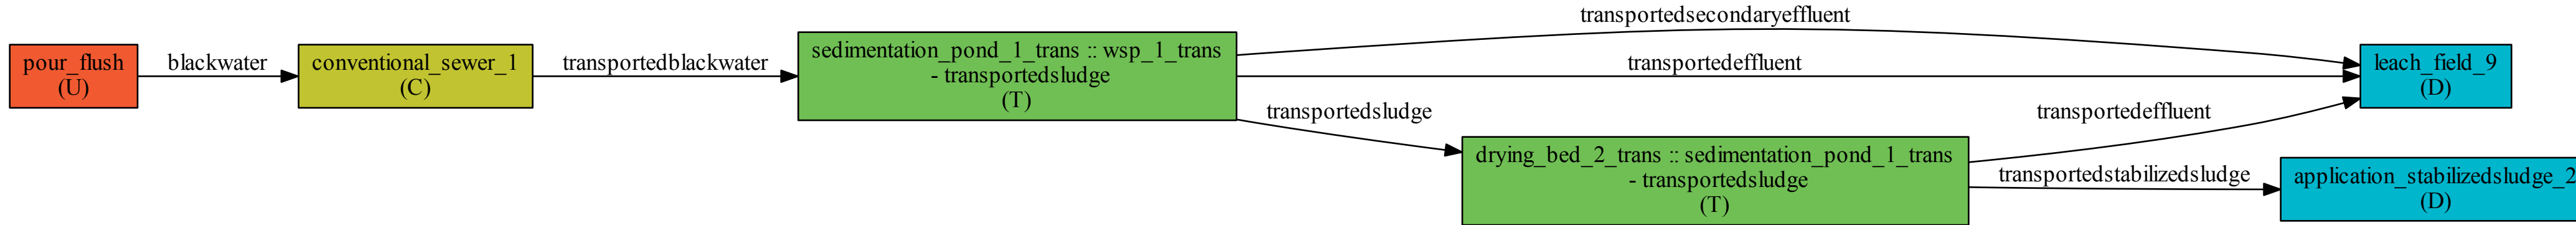 pour_flush
(U)
blackwater
conventional_sewer_1
(C)
transportedblackwater
sedimentation_pond_1_trans :: wsp_1_trans
- transportedsludge
(T)
transportedsecondaryeffluent
transportedeffluent
transportedsludge
drying_bed_2_trans :: sedimentation_pond_1_trans
- transportedsludge
(T)
transportedeffluent
transportedstabilizedsludge
leach_field_9
(D)
application_stabilizedsludge_2
(D)